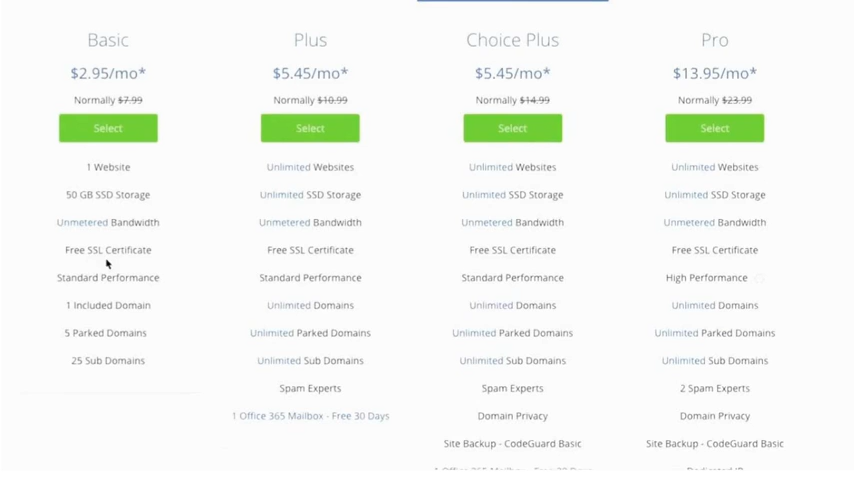 Basic Plus Choice Plus Pro
$2.95/mo* $5.45/mo* $5.45/mo* $13.95/mo*
Normally $7.99 Normally $10.99 Normally $14.99 Normally $23.99
Select Select Select Select
1 Website Unlimited Websites Unlimited Websites Unlimited Websites
50 GB SSD Storage Unlimited SSD Storage Unlimited SSD Storage Unlimited SSD Storage
Unmetered Bandwidth Unmetered Bandwidth Unmetered Bandwidth Unmetered Bandwidth
Free SSL Certificate Free SSL Certificate Free SSL Certificate Free SSL Certificate
Standard Performance Standard Performance Standard Performance High Performance
1 Included Domain Unlimited Domains Unlimited Domains Unlimited Domains
5 Parked Domains Unlimited Parked Domains Unlimited Parked Domains Unlimited Parked Domains
25 Sub Domains Unlimited Sub Domains Unlimited Sub Domains Unlimited Sub Domains
Spam Experts Spam Experts 2 Spam Experts
1 Office 365 Mailbox - Free 30 Days Domain Privacy Domain Privacy
Site Backup - CodeGuard Basic Site Backup - CodeGuard Basic